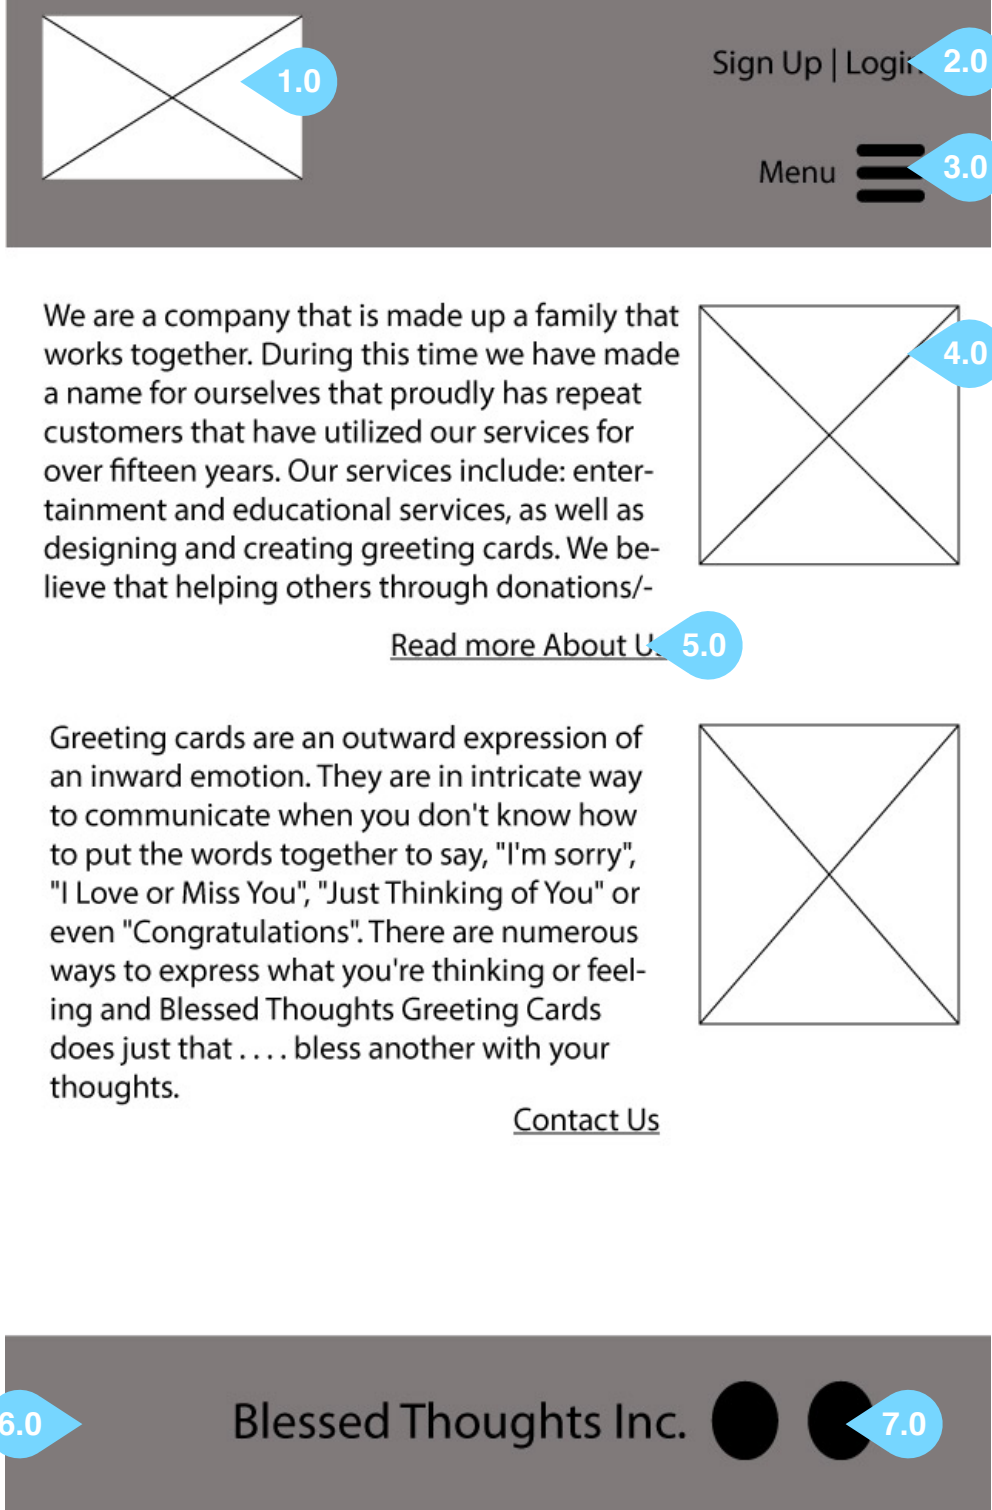 1.0
Sign Up | Login
2.0
Menu
3.0
We are a company that is made up a family that
works together. During this time we have made
a name for ourselves that proudly has repeat
customers that have utilized our services for
over fifteen years. Our services include: enter-
tainment and educational services, as well as
designing and creating greeting cards. We be-
lieve that helping others through donations/-
4.0
Read more About Us
5.0
Greeting cards are an outward expression of
an inward emotion. They are in intricate way
to communicate when you don't know how
to put the words together to say, "I'm sorry",
"I Love or Miss You", "Just Thinking of You" or
even "Congratulations". There are numerous
ways to express what you're thinking or feel-
ing and Blessed Thoughts Greeting Cards
does just that . . . . bless another with your
thoughts.
Contact Us
6.0
Blessed Thoughts Inc.
7.0